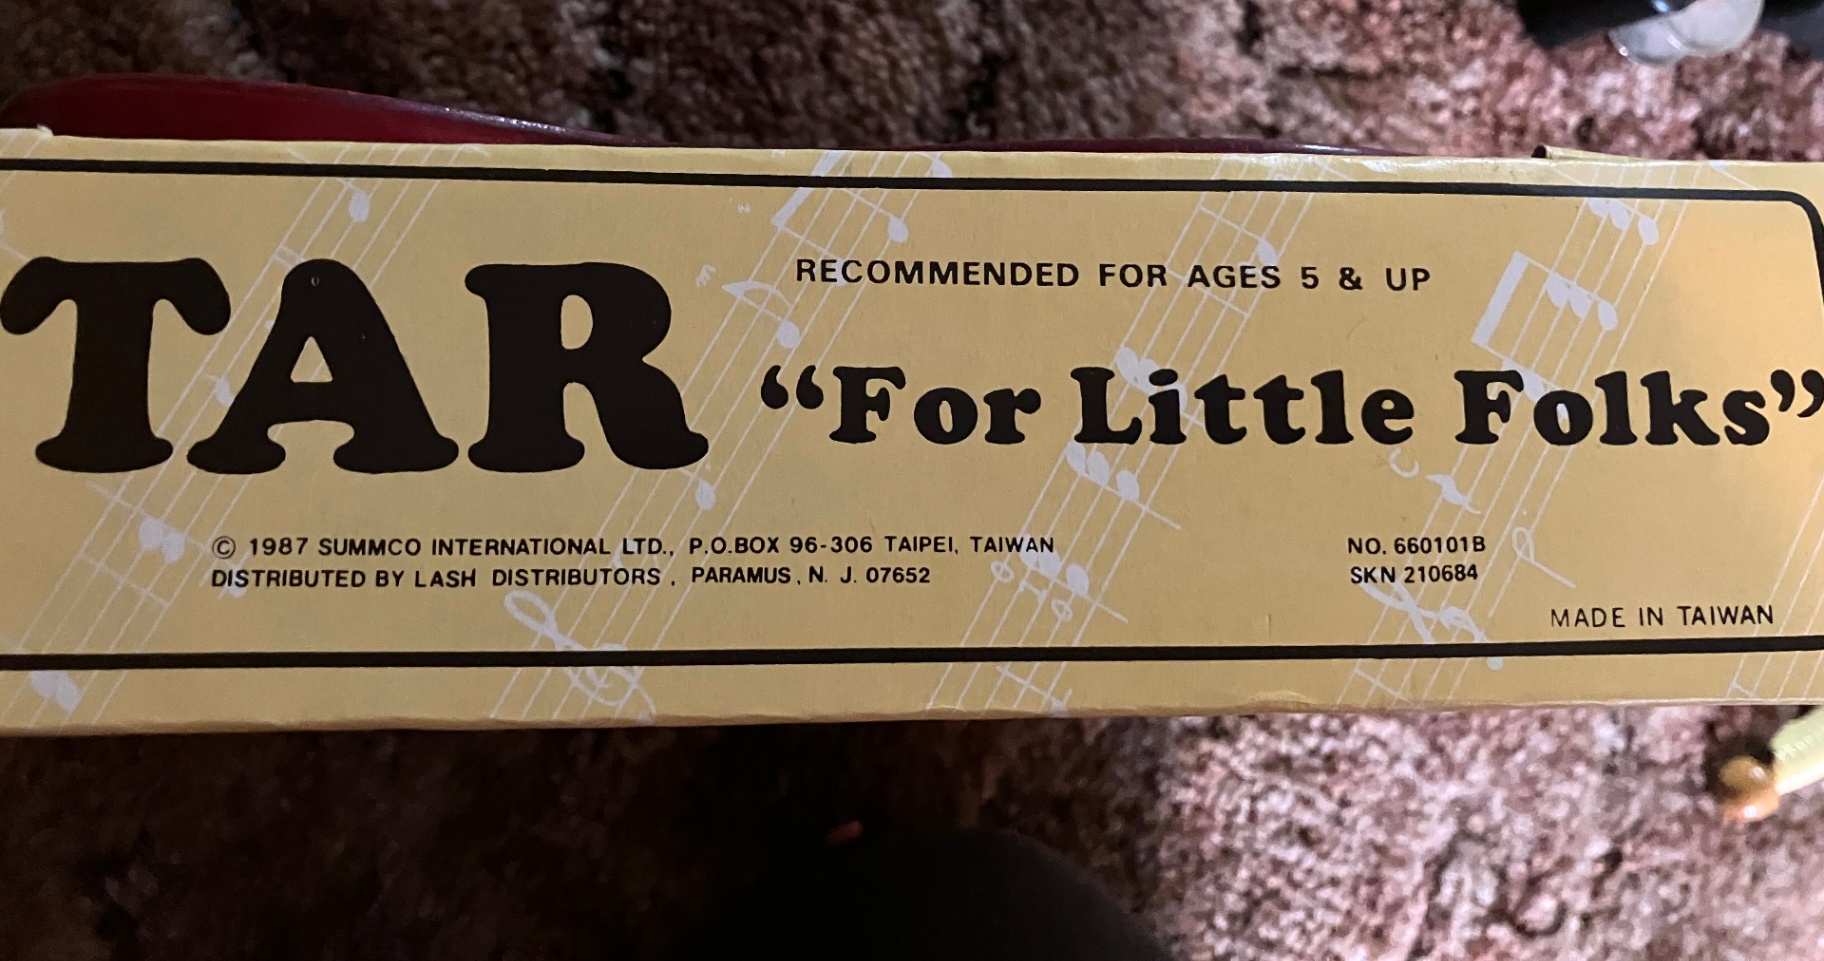 RECOMMENDED FOR AGES 5 & UP
TAR “For Little Folks”
© 1987 SUMMCO INTERNATIONAL LTD., P.O.BOX 96-306 TAIPEI, TAIWAN
DISTRIBUTED BY LASH DISTRIBUTORS, PARAMUS, N. J. 07652
NO. 660101B
SKN 210684
MADE IN TAIWAN